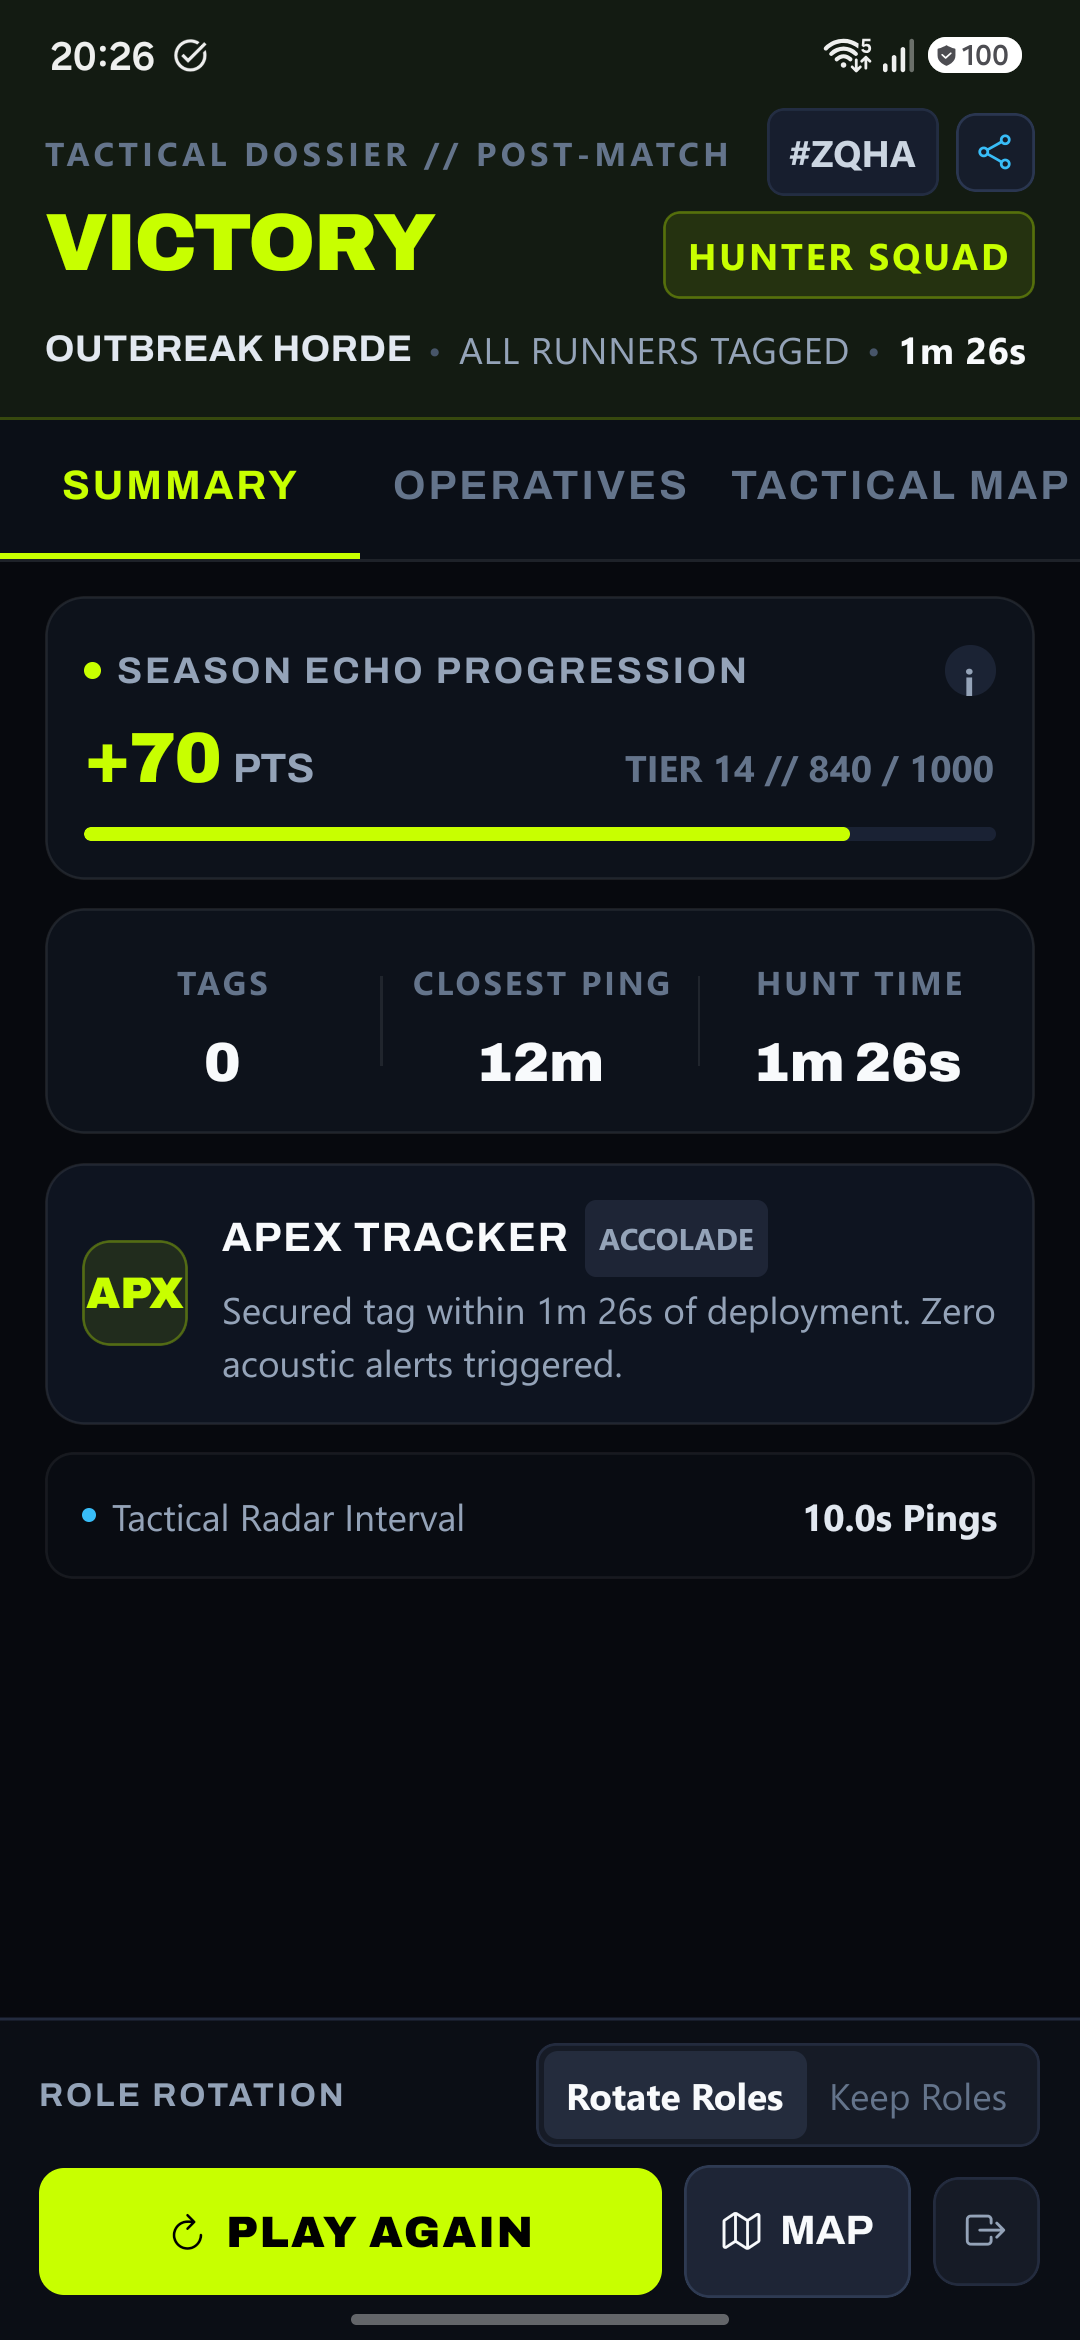 20:26
5
100
TACTICAL DOSSIER // POST-MATCH
#ZQHA
VICTORY
HUNTER SQUAD
OUTBREAK HORDE • ALL RUNNERS TAGGED • 1m 26s
SUMMARY
OPERATIVES
TACTICAL MAP
SEASON ECHO PROGRESSION
i
+70 PTS
TIER 14 // 840 / 1000
TAGS
CLOSEST PING
HUNT TIME
0
12m
1m 26s
APX
APEX TRACKER
ACCOLADE
Secured tag within 1m 26s of deployment. Zero
acoustic alerts triggered.
Tactical Radar Interval
10.0s Pings
ROLE ROTATION
Rotate Roles
Keep Roles
PLAY AGAIN
MAP